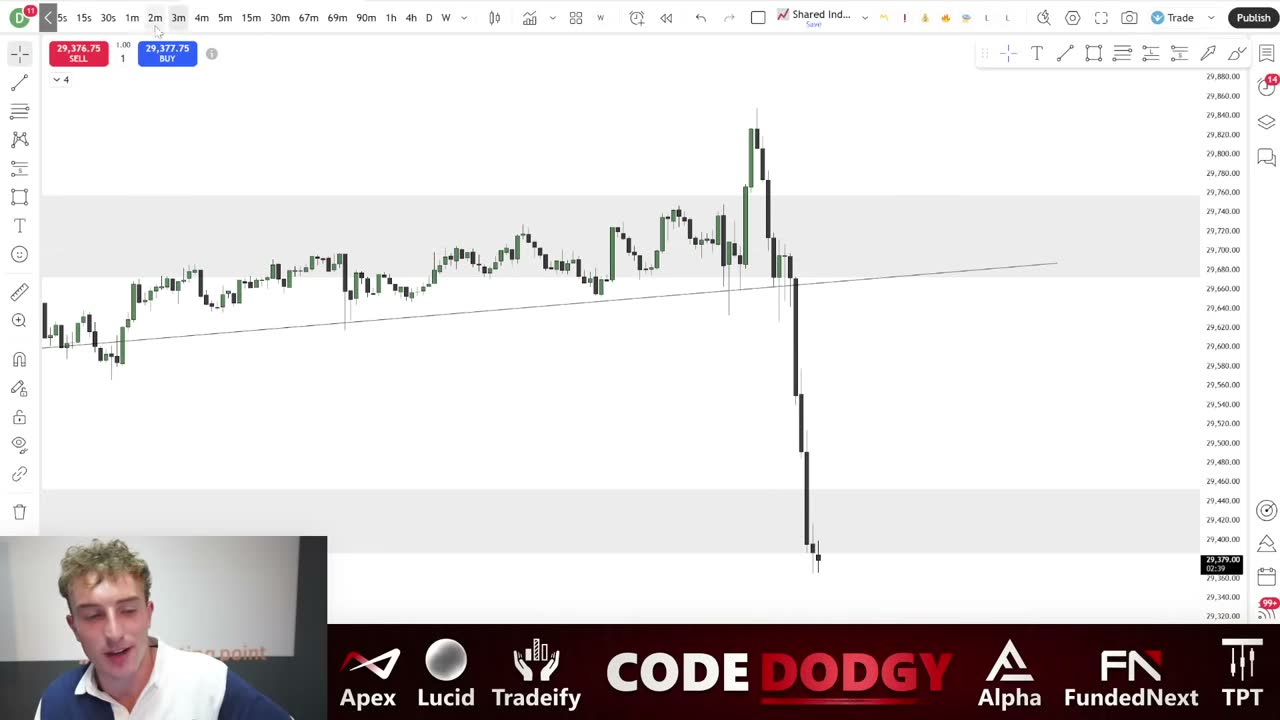 D
11
5s
15s
30s
1m
2m
3m
4m
5m
15m
30m
67m
69m
90m
1h
4h
D
W
W
Shared Ind...
Save
L
L
Trade
Publish
29,376.75
SELL
1.00
1
29,377.75
BUY
4
T
T
L
S
S
14
99+
29,880.00
29,860.00
29,840.00
29,820.00
29,800.00
29,780.00
29,760.00
29,740.00
29,720.00
29,700.00
29,680.00
29,660.00
29,640.00
29,620.00
29,600.00
29,580.00
29,560.00
29,540.00
29,520.00
29,500.00
29,480.00
29,460.00
29,440.00
29,420.00
29,400.00
29,379.00
02:39
29,360.00
29,340.00
29,320.00
point
Apex
Lucid
Tradeify
CODE DODGY
Alpha
FN
FundedNext
TPT